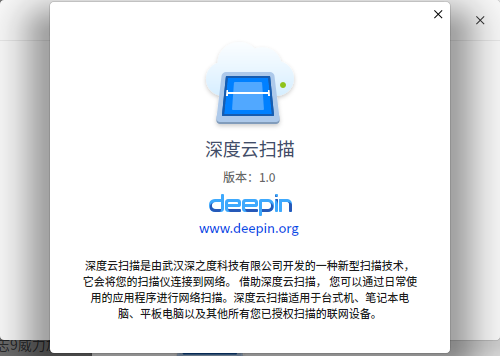 深度云扫描
版本：1.0
deepin
www.deepin.org
深度云扫描是由武汉深之度科技有限公司开发的一种新型扫描技术，
它会将您的扫描仪连接到网络。 借助深度云扫描， 您可以通过日常使
用的应用程序进行网络扫描。深度云扫描适用于台式机、笔记本电
脑、平板电脑以及其他所有您已授权扫描的联网设备。